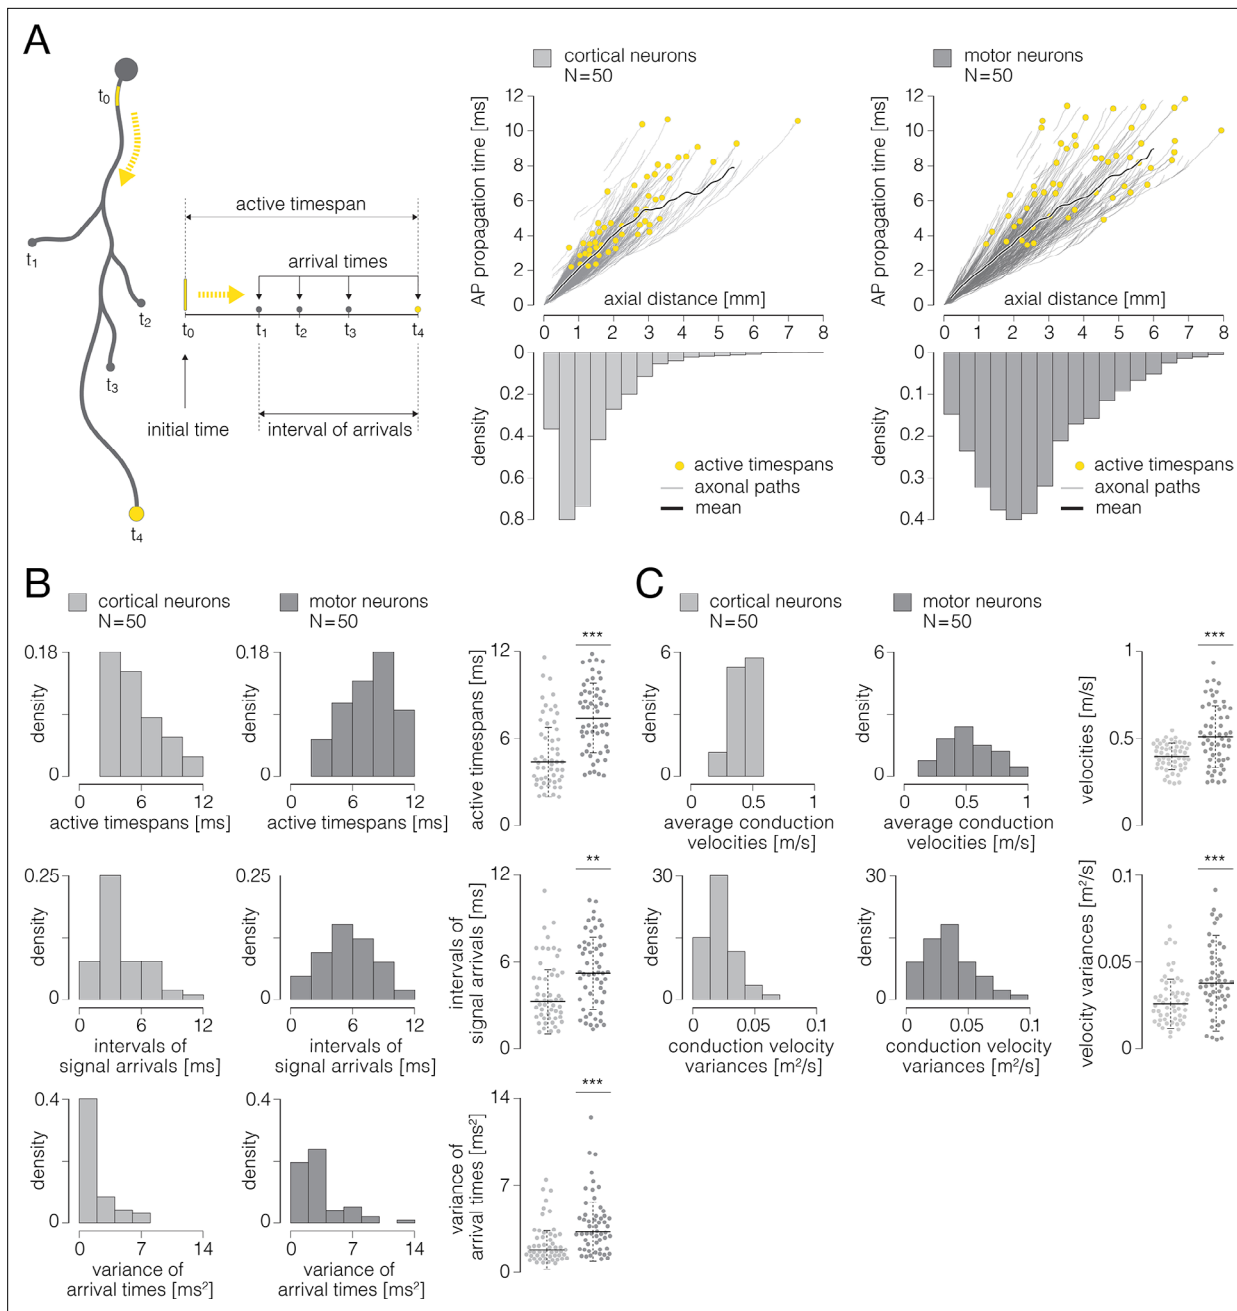 A
t0
t1
t2
t3
t4
active timespan
arrival times
t0
t1
t2
t3
t4
initial time
interval of arrivals
cortical neurons
N=50
AP propagation time [ms]
12
10
8
6
4
2
0
axial distance [mm]
0
1
2
3
4
5
6
7
8
density
0
0.2
0.4
0.6
0.8
active timespans
axonal paths
mean
motor neurons
N=50
AP propagation time [ms]
12
10
8
6
4
2
0
axial distance [mm]
0
1
2
3
4
5
6
7
8
density
0
0.1
0.2
0.3
0.4
active timespans
axonal paths
mean
B
cortical neurons
N=50
motor neurons
N=50
0.18
density
0
0
6
12
active timespans [ms]
0.18
density
0
0
6
12
active timespans [ms]
active timespans [ms]
12
6
0
***
0.25
density
0
0
6
12
intervals of
signal arrivals [ms]
0.25
density
0
0
6
12
intervals of
signal arrivals [ms]
intervals of
signal arrivals [ms]
12
6
0
**
0.4
density
0
0
7
14
variance of
arrival times [ms²]
0.4
density
0
0
7
14
variance of
arrival times [ms²]
variance of
arrival times [ms²]
14
7
0
***
C
cortical neurons
N=50
motor neurons
N=50
6
density
0
0
0.5
1
average conduction
velocities [m/s]
6
density
0
0
0.5
1
average conduction
velocities [m/s]
velocities [m/s]
1
0.5
0
***
30
density
0
0
0.05
0.1
conduction velocity
variances [m²/s]
30
density
0
0
0.05
0.1
conduction velocity
variances [m²/s]
velocity variances [m²/s]
0.1
0.05
0
***